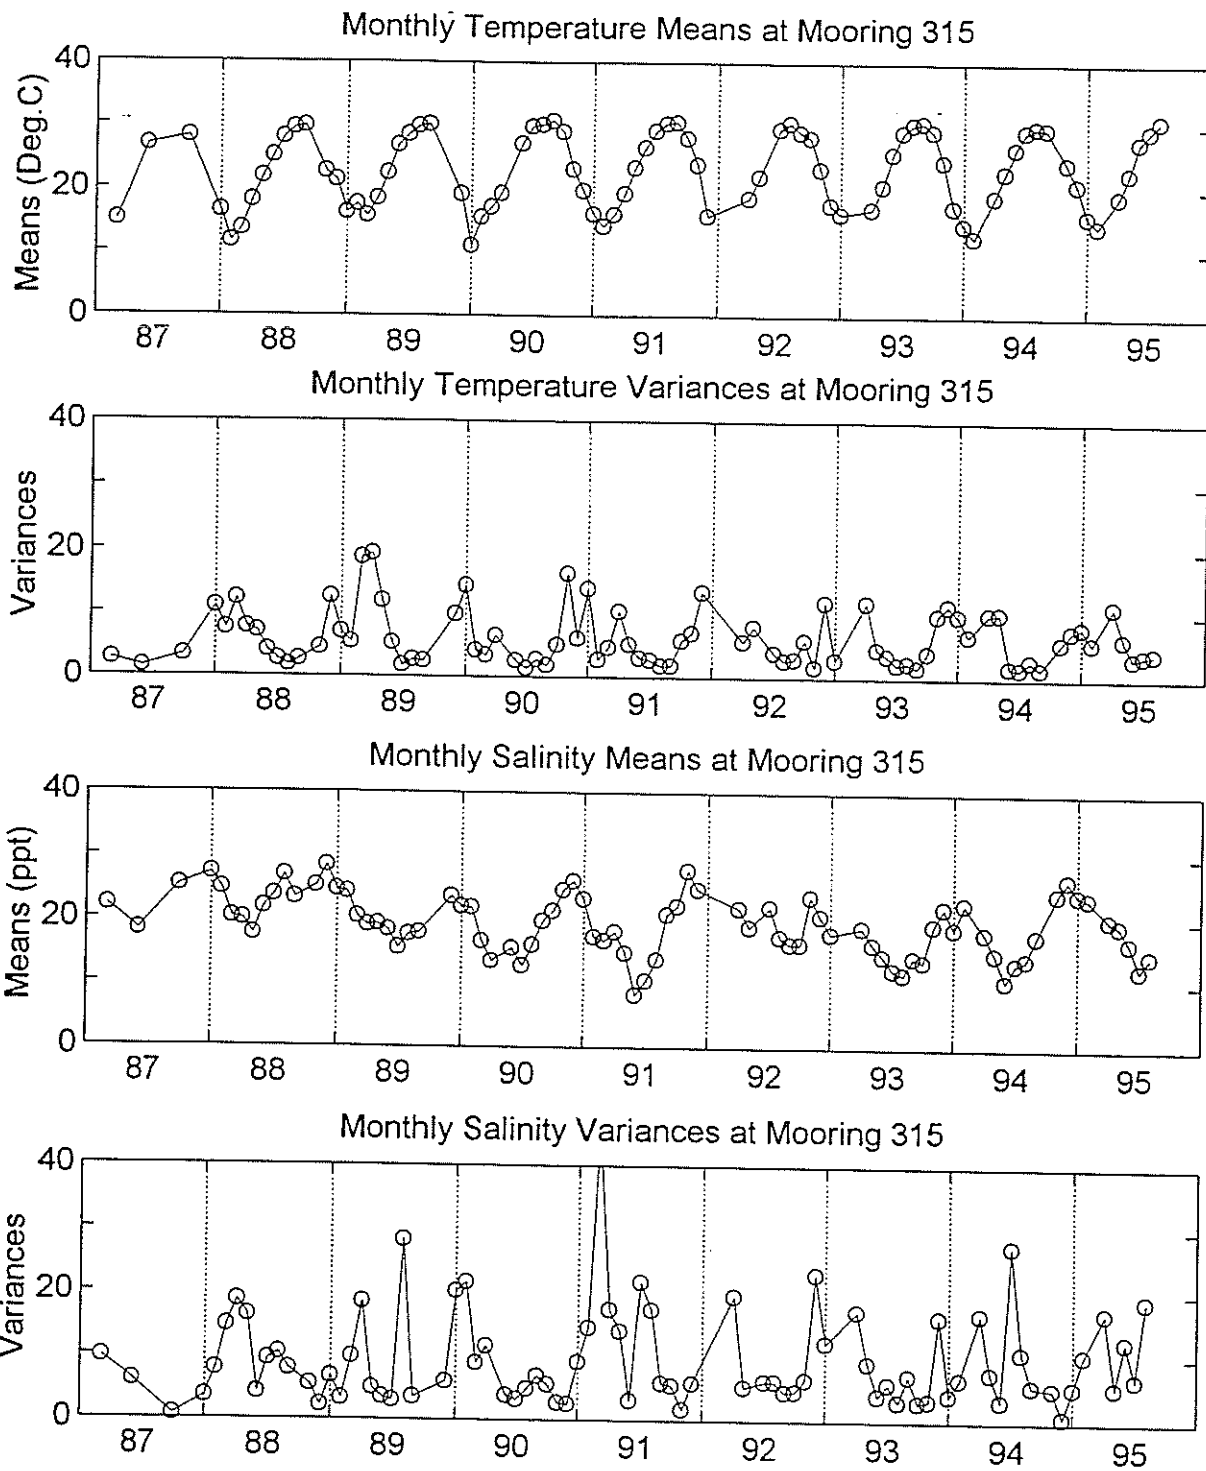 Monthly Temperature Means at Mooring 315
40
20
0
Means (Deg.C)
87 88 89 90 91 92 93 94 95
Monthly Temperature Variances at Mooring 315
40
20
0
Variances
87 88 89 90 91 92 93 94 95
Monthly Salinity Means at Mooring 315
40
20
0
Means (ppt)
87 88 89 90 91 92 93 94 95
Monthly Salinity Variances at Mooring 315
40
20
0
Variances
87 88 89 90 91 92 93 94 95